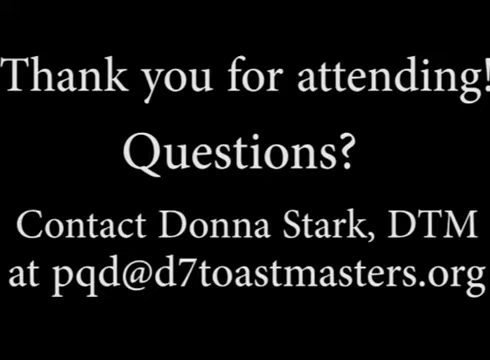 Thank you for attending!
Questions?
Contact Donna Stark, DTM
at pqd@d7toastmasters.org